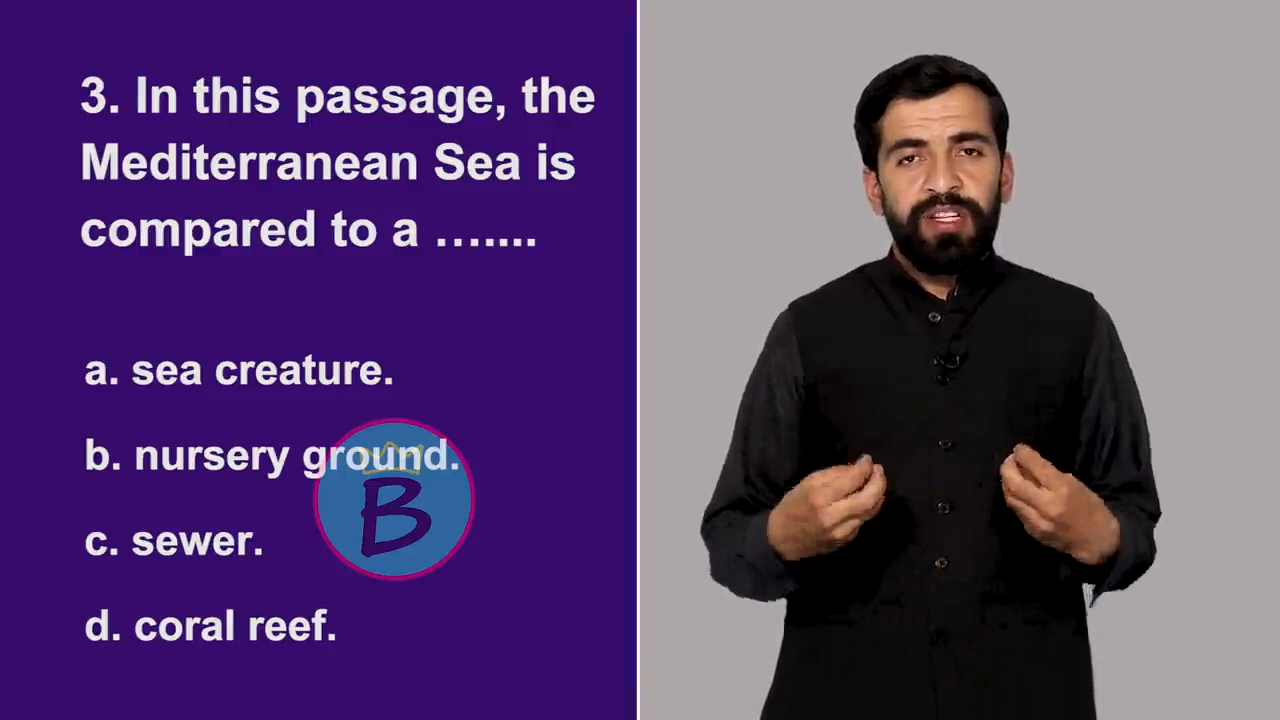 3. In this passage, the
Mediterranean Sea is
compared to a ….....
a. sea creature.
b. nursery ground.
B
c. sewer.
d. coral reef.